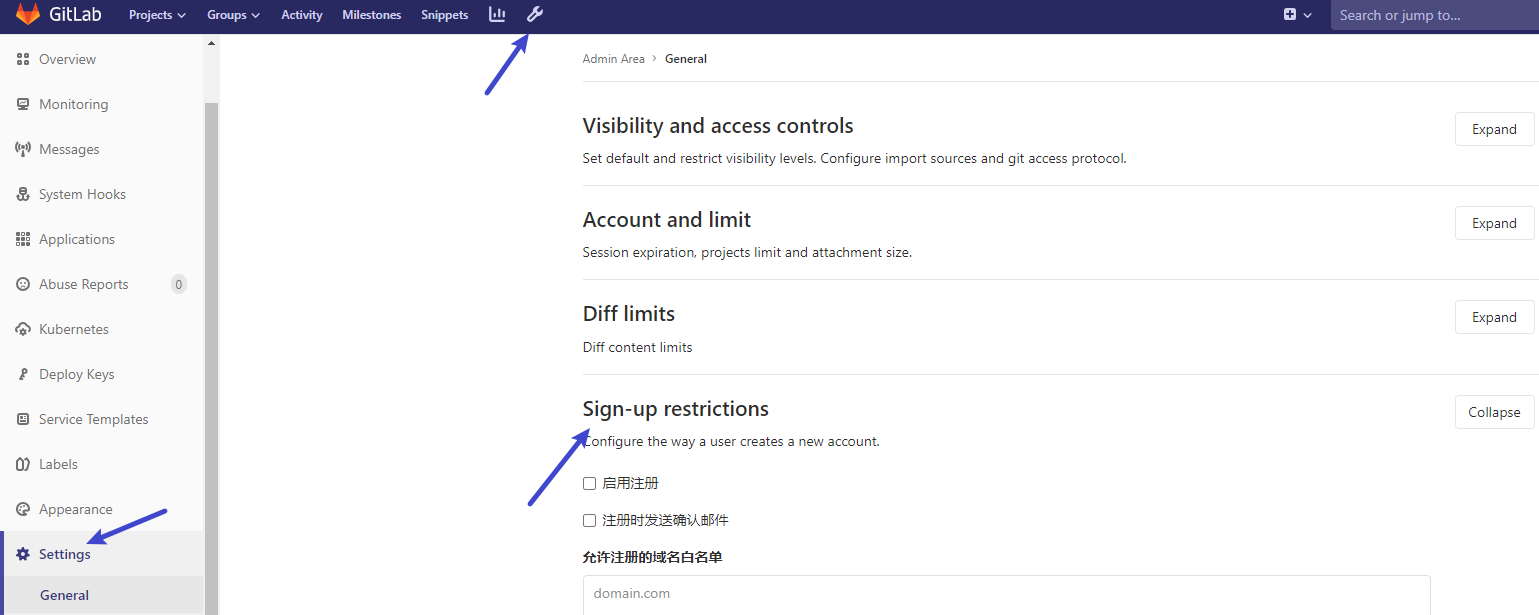 GitLab Projects Groups Activity Milestones Snippets Search or jump to...
Overview
Monitoring
Messages
System Hooks
Applications
Abuse Reports 0
Kubernetes
Deploy Keys
Service Templates
Labels
Appearance
Settings
General
Admin Area > General
Visibility and access controls
Expand
Set default and restrict visibility levels. Configure import sources and git access protocol.
Account and limit
Expand
Session expiration, projects limit and attachment size.
Diff limits
Expand
Diff content limits
Sign-up restrictions
Collapse
Configure the way a user creates a new account.
启用注册
注册时发送确认邮件
允许注册的域名白名单
domain.com